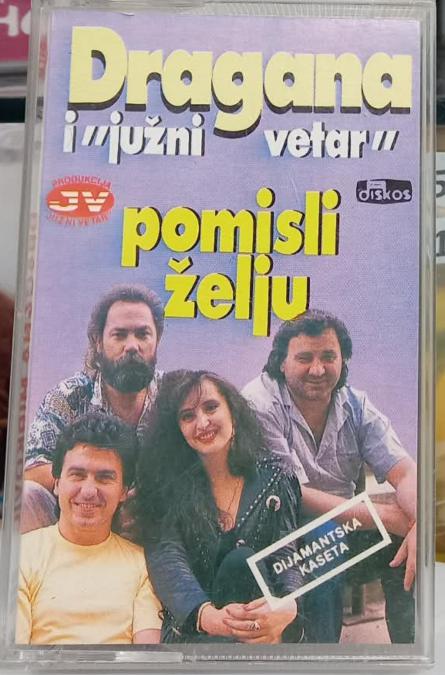 Dragana
i "južni vetar"
PRODUKCIJA
JV
JUŽNI VETAR
diskos
pomisli
želju
DIJAMANTSKA
KASETA